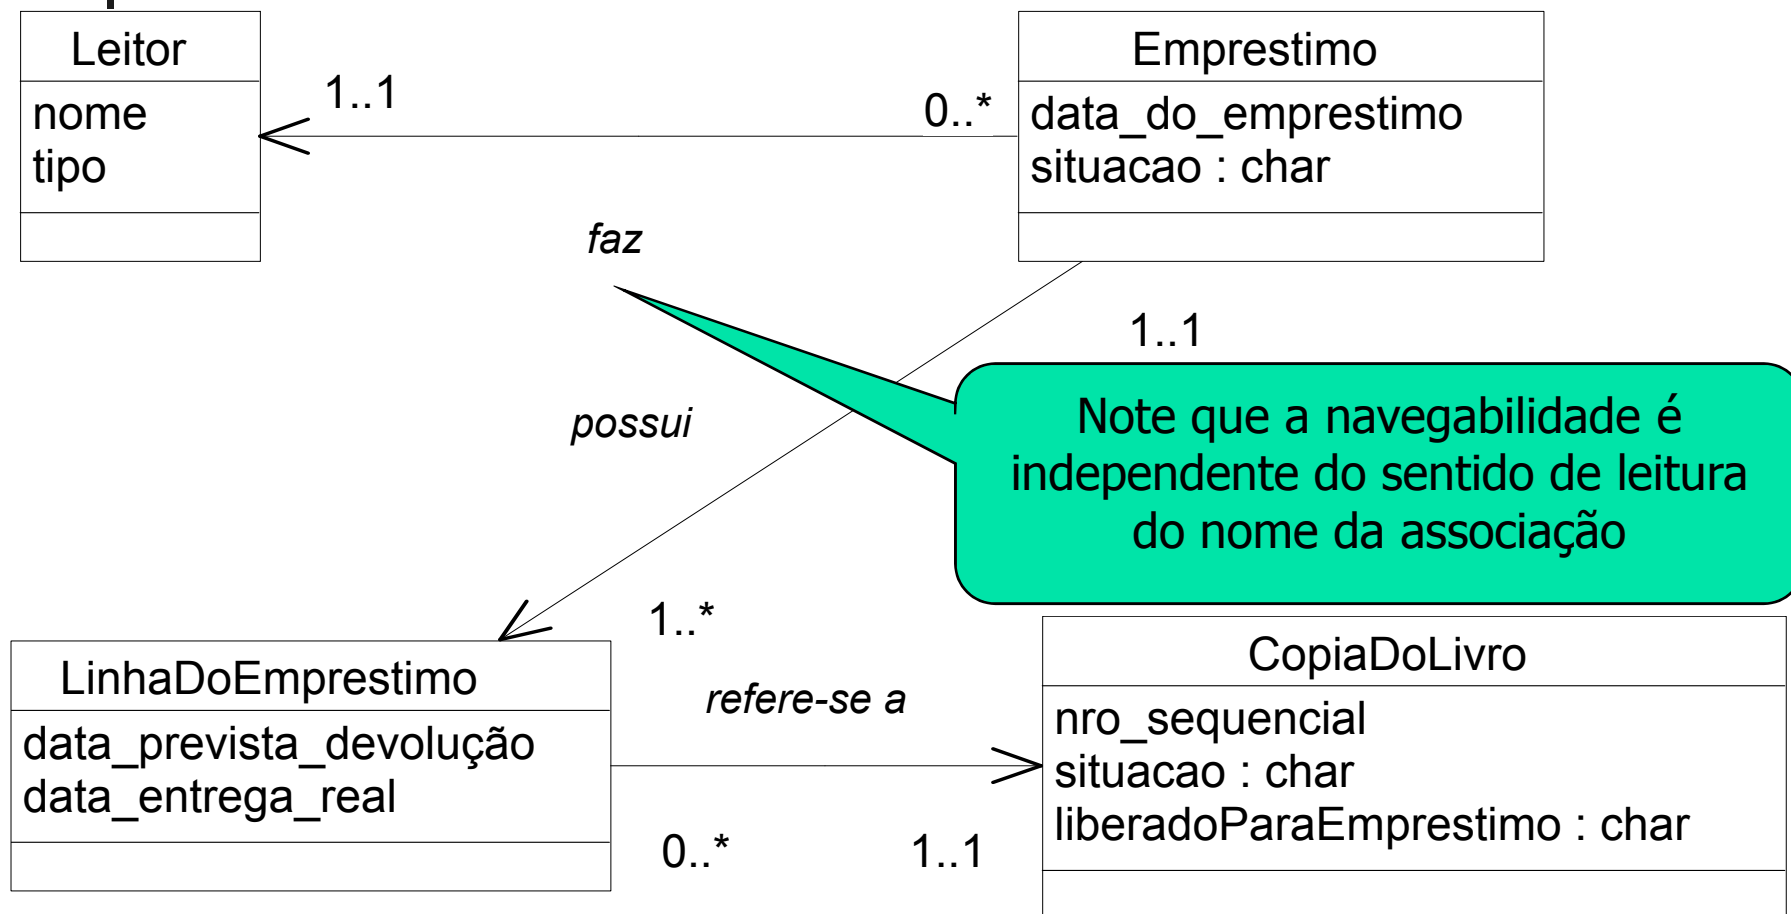 Leitor
nome
tipo
1..1
0..*
Emprestimo
data_do_emprestimo
situacao : char
faz
1..1
possui
Note que a navegabilidade é
independente do sentido de leitura
do nome da associação
1..*
LinhaDoEmprestimo
data_prevista_devolução
data_entrega_real
refere-se a
0..*
1..1
CopiaDoLivro
nro_sequencial
situacao : char
liberadoParaEmprestimo : char